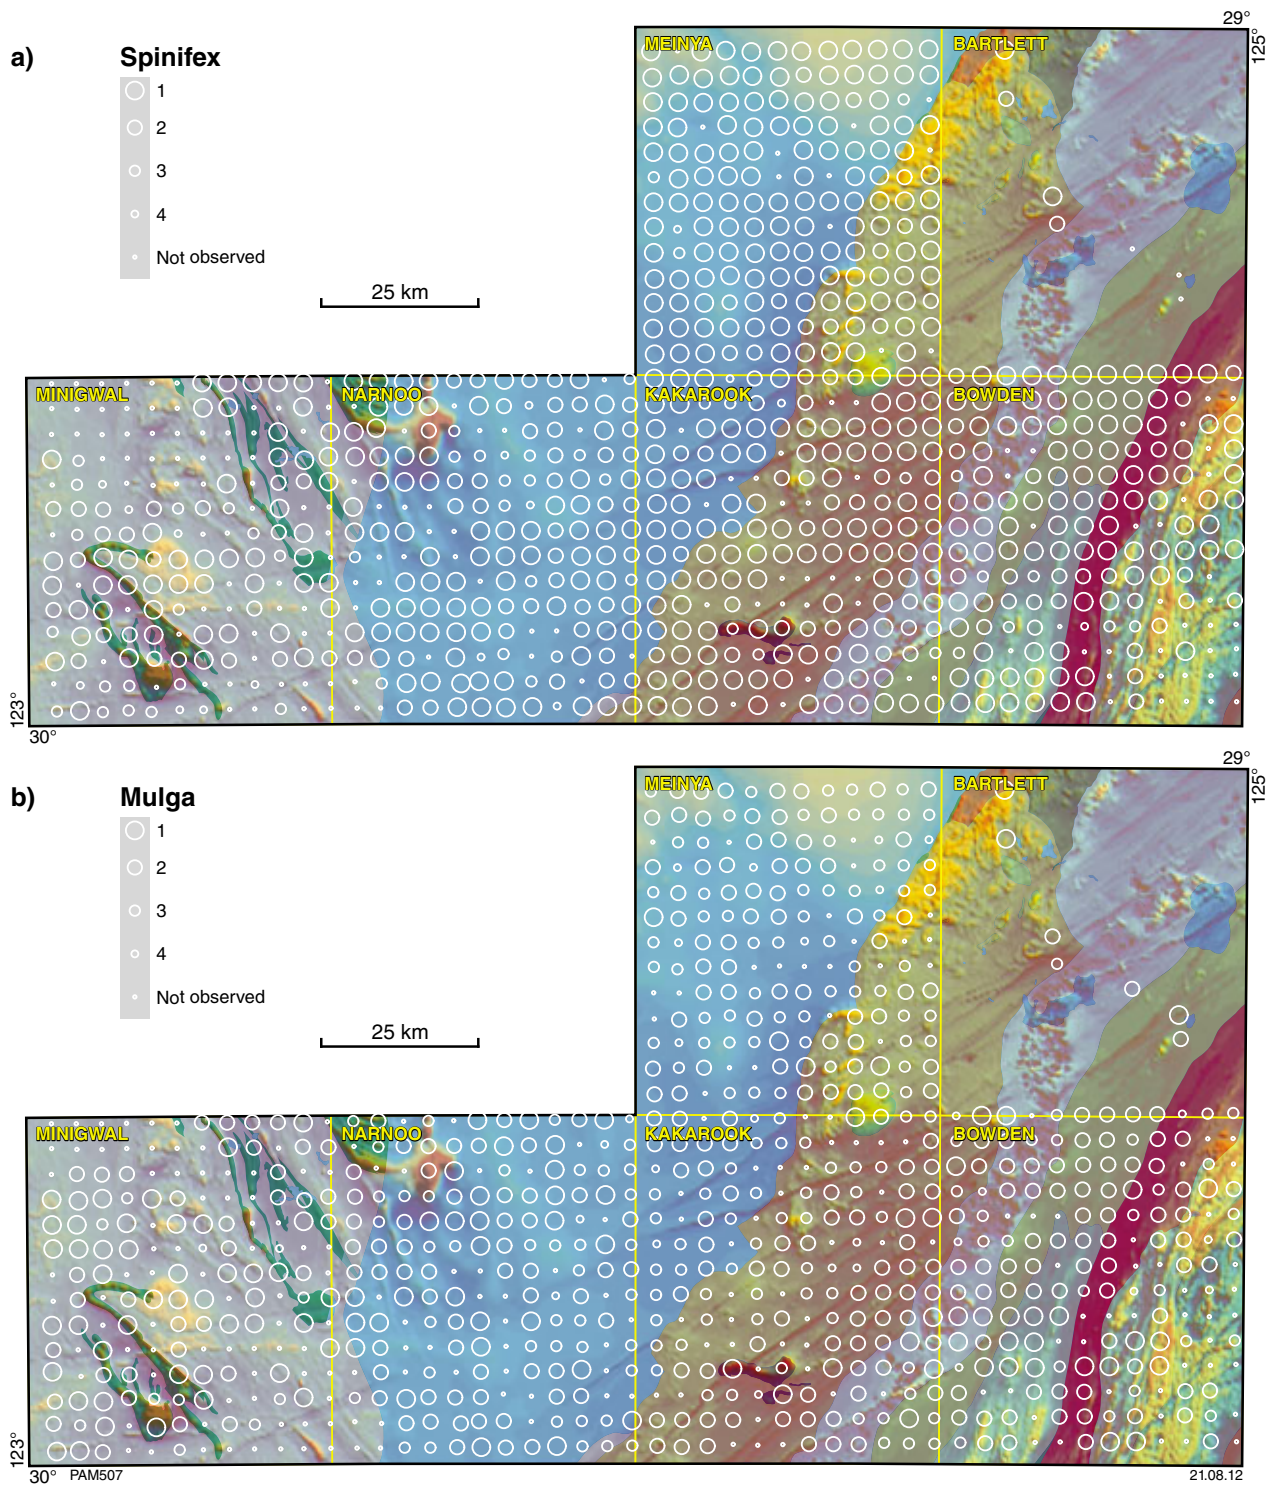 29°
125°
a)
Spinifex
1
2
3
4
Not observed
25 km
MEINYA
BARTLETT
MINIGWAL
NARNOO
KAKAROOK
BOWDEN
123°
30°
29°
125°
b)
Mulga
1
2
3
4
Not observed
25 km
MEINYA
BARTLETT
MINIGWAL
NARNOO
KAKAROOK
BOWDEN
123°
30°
PAM507
21.08.12